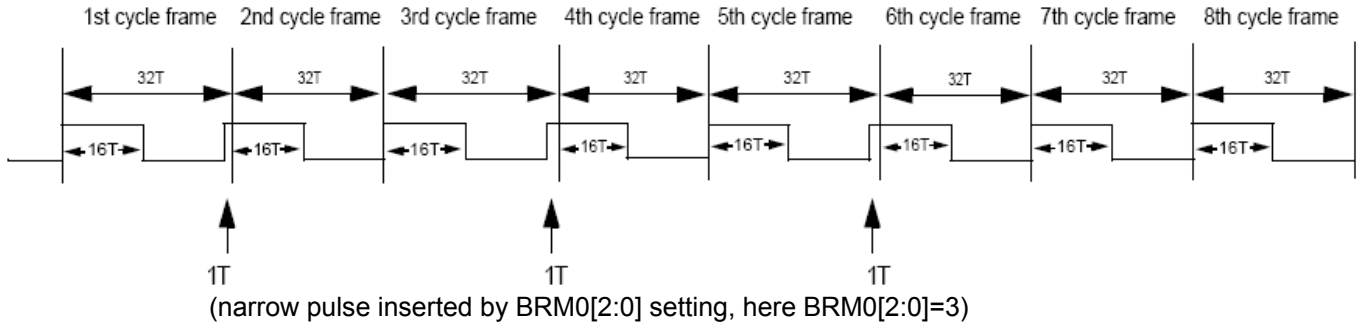 1st cycle frame 2nd cycle frame 3rd cycle frame 4th cycle frame 5th cycle frame 6th cycle frame 7th cycle frame 8th cycle frame
32T 32T 32T 32T 32T 32T 32T 32T
16T 16T 16T 16T 16T 16T 16T 16T
1T 1T 1T
(narrow pulse inserted by BRM0[2:0] setting, here BRM0[2:0]=3)